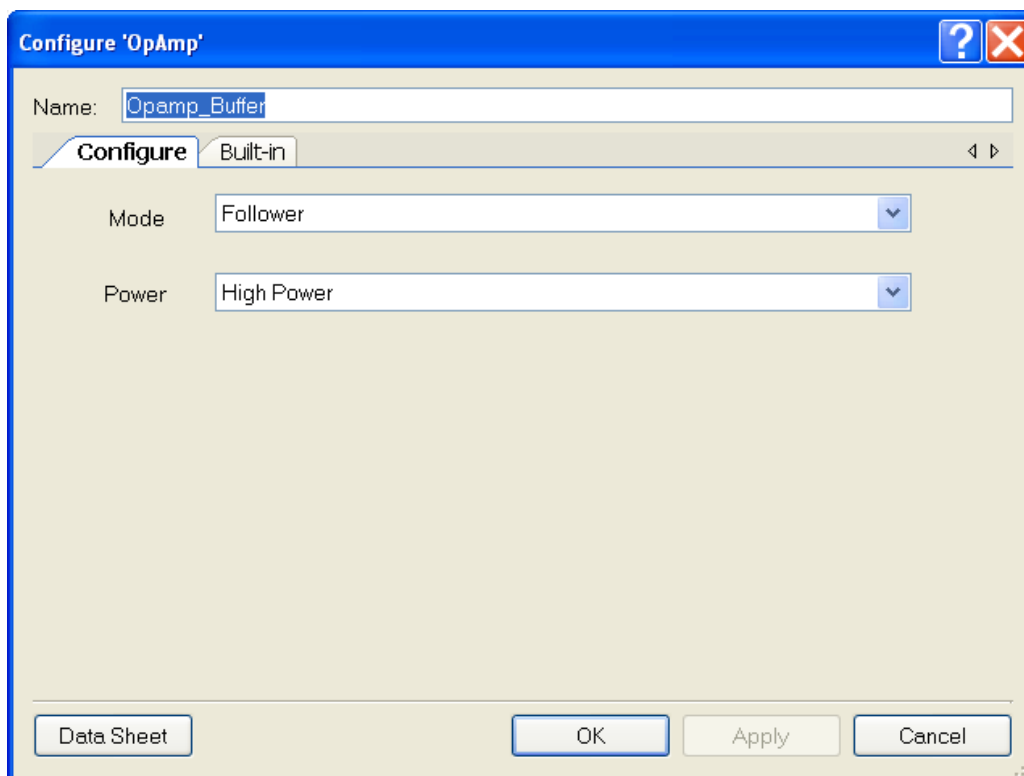 Configure 'OpAmp'
Name: Opamp_Buffer
Configure Built-in
Mode Follower
Power High Power
Data Sheet OK Apply Cancel